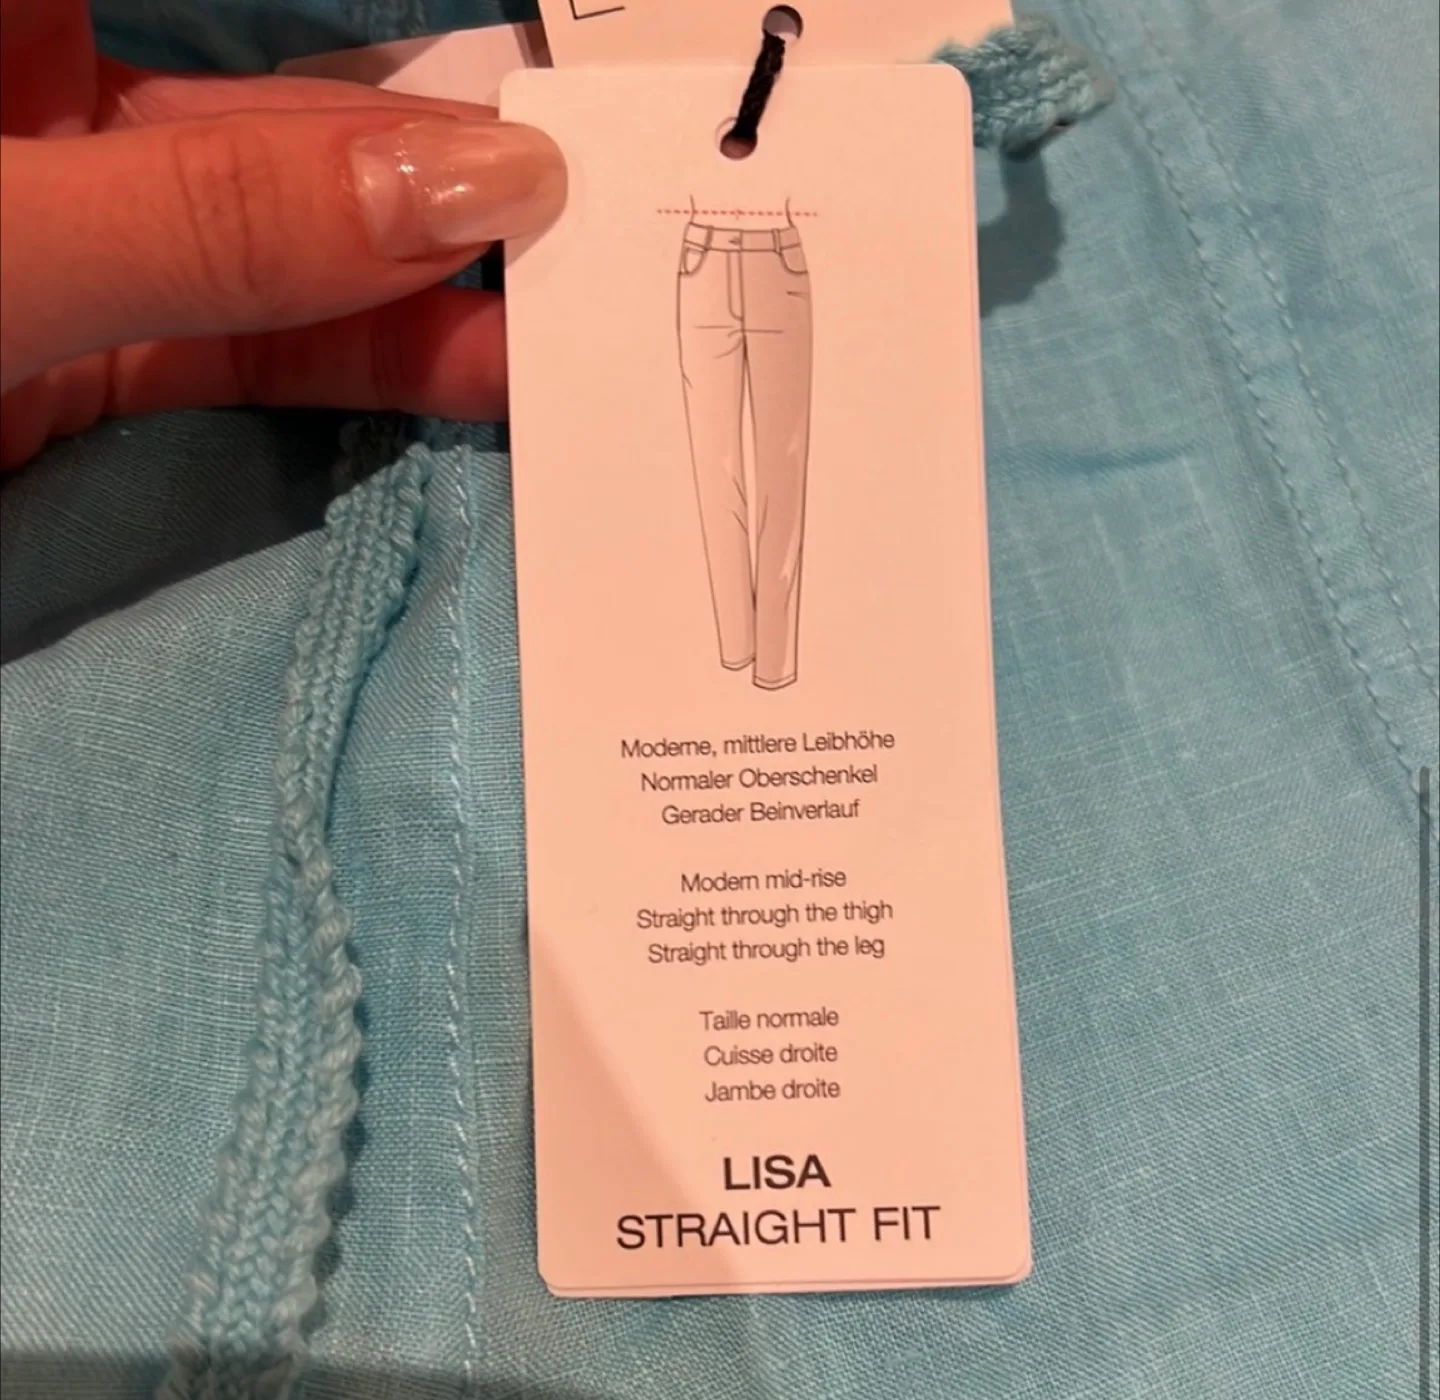 Moderne, mittlere Leibhöhe
Normaler Oberschenkel
Gerader Beinverlauf
Modern mid-rise
Straight through the thigh
Straight through the leg
Taille normale
Cuisse droite
Jambe droite
LISA
STRAIGHT FIT